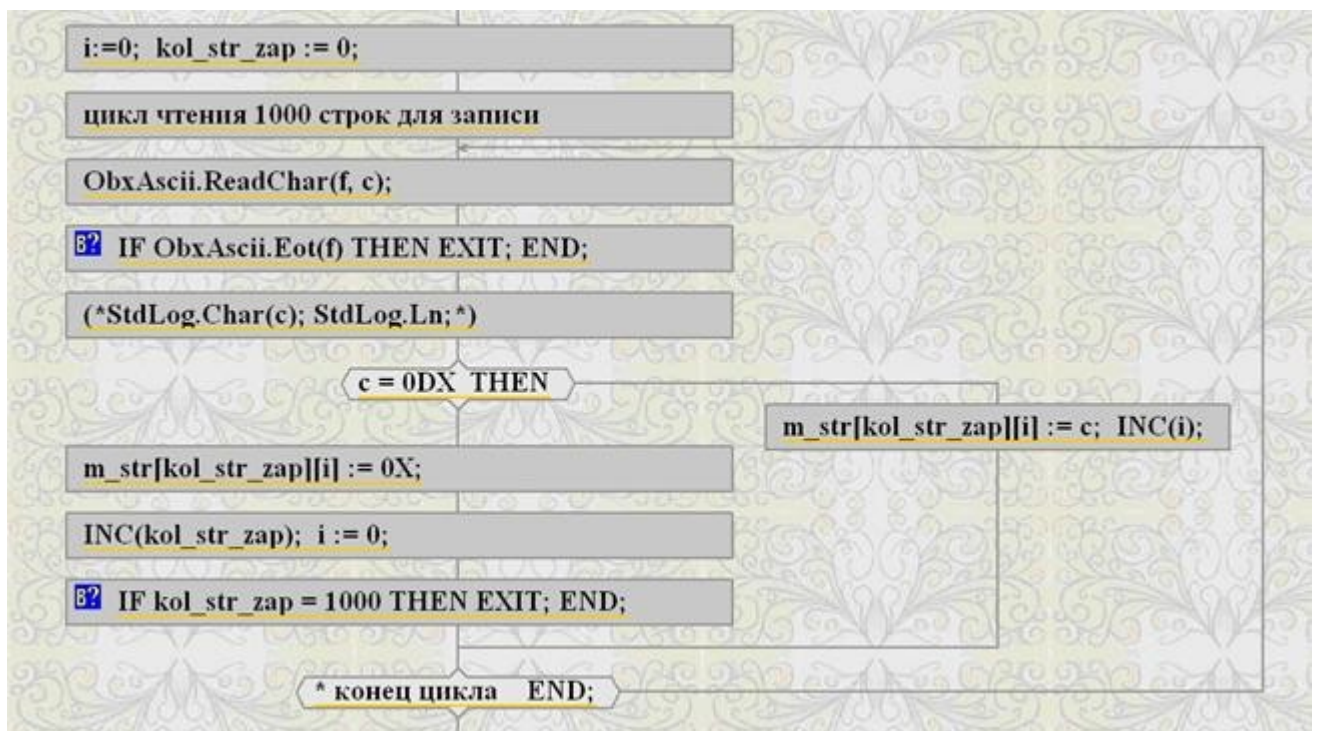 i:=0;  kol_str_zap := 0;
цикл чтения 1000 строк для записи
ObxAscii.ReadChar(f, c);
В? IF ObxAscii.Eot(f) THEN EXIT; END;
(*StdLog.Char(c); StdLog.Ln;*)
c = 0DX  THEN
m_str[kol_str_zap][i] := c;  INC(i);
m_str[kol_str_zap][i] := 0X;
INC(kol_str_zap);  i := 0;
В? IF kol_str_zap = 1000 THEN EXIT; END;
* конец цикла    END;